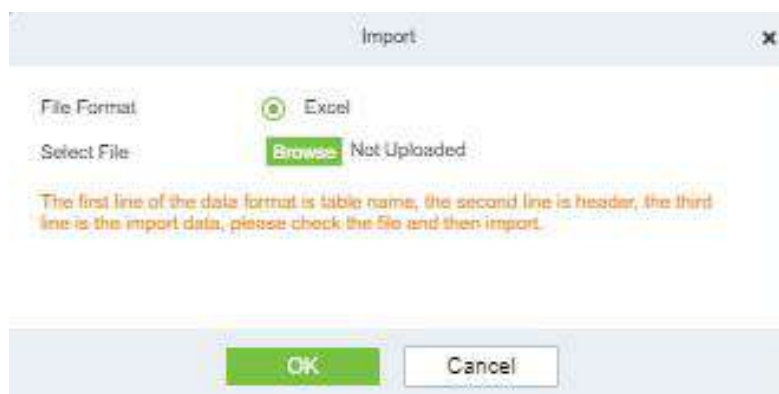 Import
File Format Excel
Select File Browse Not Uploaded
The first line of the data format is table name, the second line is header, the third
line is the import data, please check the file and then import.
OK Cancel